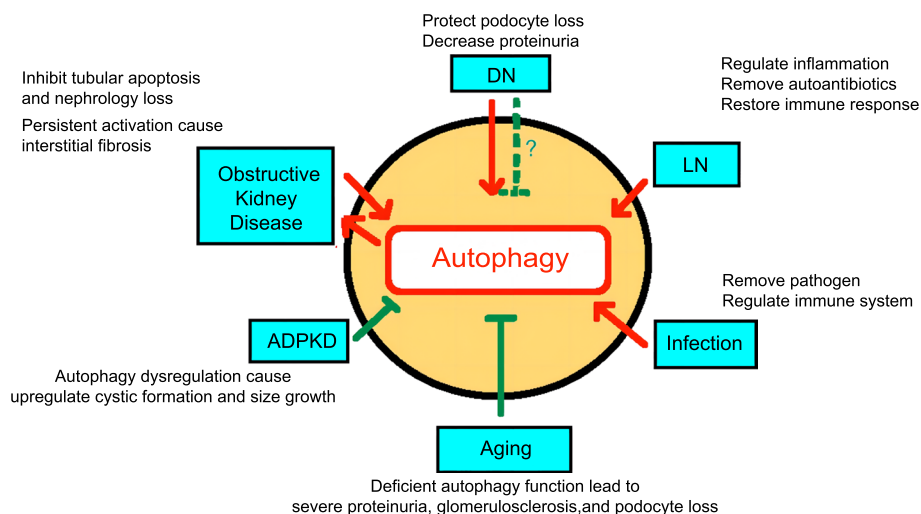 Protect podocyte loss
Decrease proteinuria
DN
?
Inhibit tubular apoptosis
and nephrology loss
Persistent activation cause
interstitial fibrosis
Obstructive
Kidney
Disease
Regulate inflammation
Remove autoantibiotics
Restore immune response
LN
Autophagy
Remove pathogen
Regulate immune system
Infection
ADPKD
Autophagy dysregulation cause
upregulate cystic formation and size growth
Aging
Deficient autophagy function lead to
severe proteinuria, glomerulosclerosis,and podocyte loss